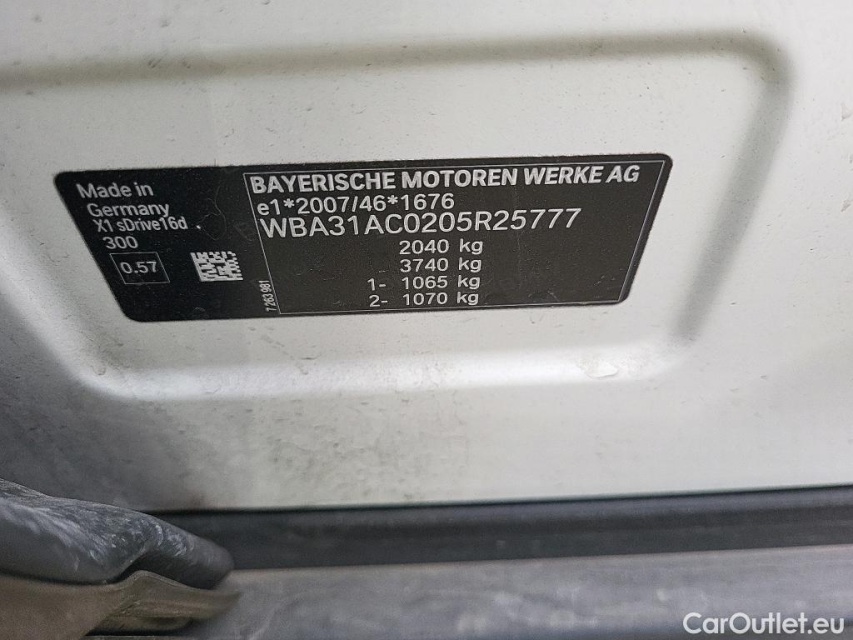 Made in
Germany
X1 sDrive16d
300
0.57
BAYERISCHE MOTOREN WERKE AG
e1*2007/46*1676
WBA31AC0205R25777
2040 kg
3740 kg
1- 1065 kg
2- 1070 kg
7 263 981
CarOutlet.eu